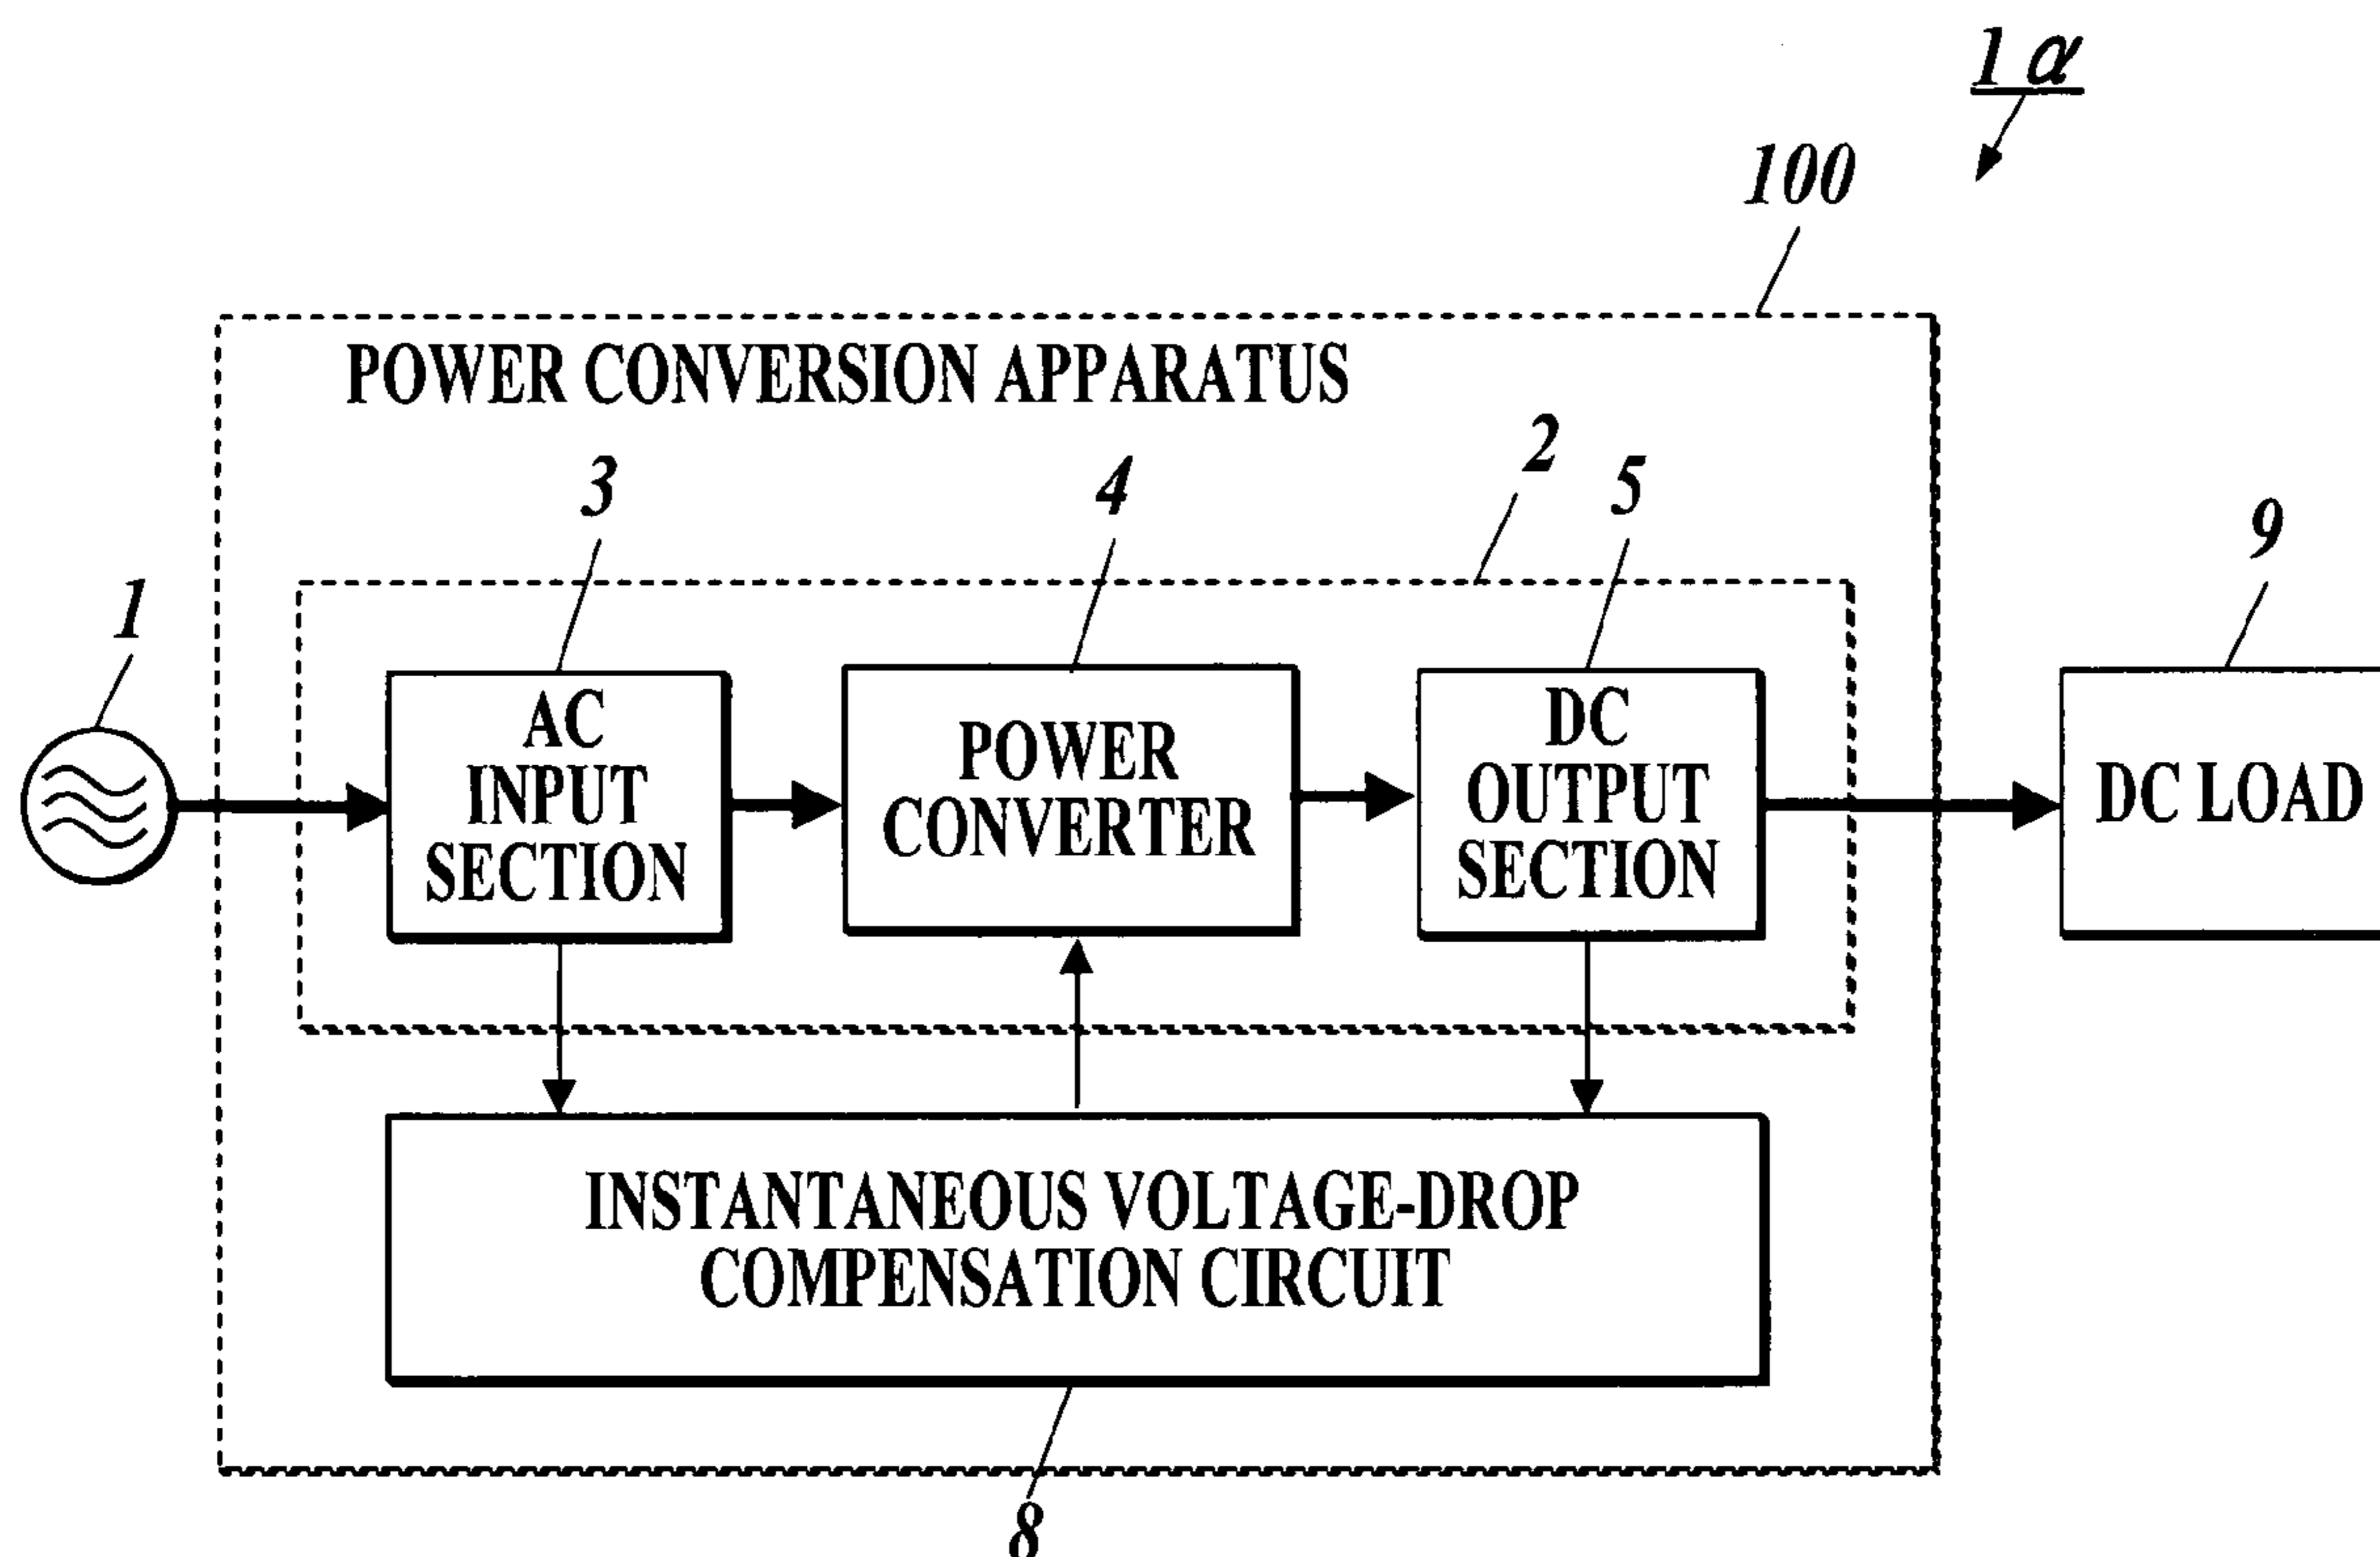 1α
100
POWER CONVERSION APPARATUS
2
3
4
5
9
1
AC
INPUT
SECTION
POWER
CONVERTER
DC
OUTPUT
SECTION
DC LOAD
INSTANTANEOUS VOLTAGE-DROP
COMPENSATION CIRCUIT
8